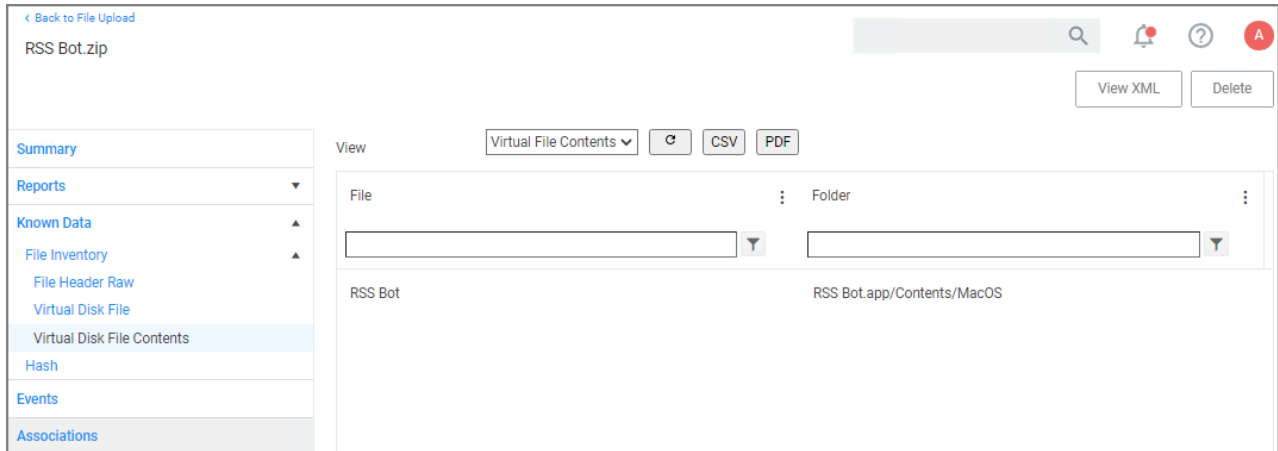 ‹ Back to File Upload
RSS Bot.zip
A
View XML
Delete
Summary
Reports
Known Data
File Inventory
File Header Raw
Virtual Disk File
Virtual Disk File Contents
Hash
Events
Associations
View
Virtual File Contents
CSV
PDF
File
Folder
RSS Bot
RSS Bot.app/Contents/MacOS